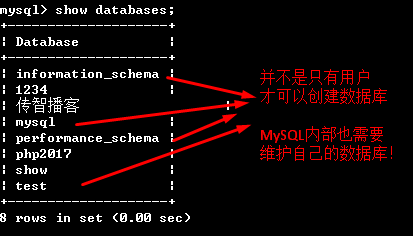 mysql> show databases;
+--------------------+
| Database           |
+--------------------+
| information_schema |
| 1234               |
| 传智播客           |
| mysql              |
| performance_schema |
| php2017            |
| show               |
| test               |
+--------------------+
8 rows in set (0.00 sec)
并不是只有用户
才可以创建数据库
MySQL内部也需要
维护自己的数据库！